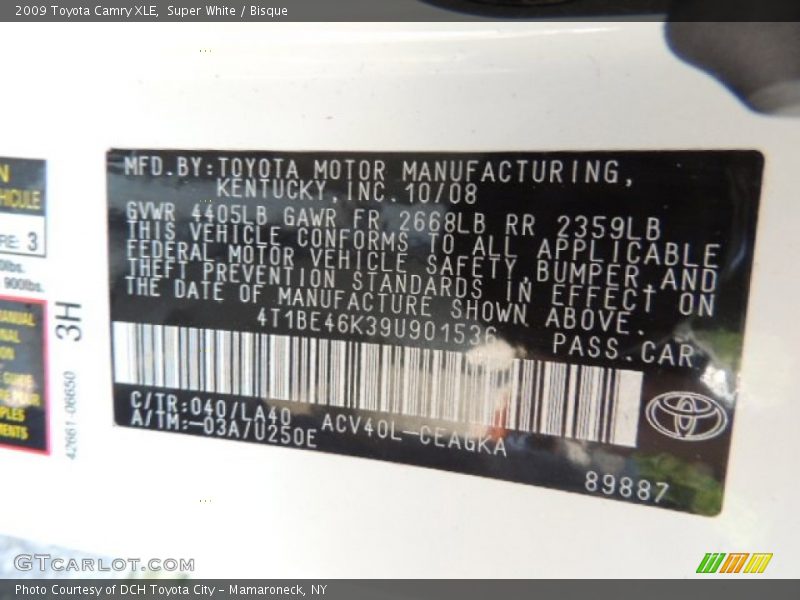 2009 Toyota Camry XLE, Super White / Bisque
MFD.BY:TOYOTA MOTOR MANUFACTURING,
KENTUCKY,INC.10/08
GVWR 4405LB GAWR FR 2668LB RR 2359LB
THIS VEHICLE CONFORMS TO ALL APPLICABLE
FEDERAL MOTOR VEHICLE SAFETY,BUMPER,AND
THEFT PREVENTION STANDARDS IN EFFECT ON
THE DATE OF MANUFACTURE SHOWN ABOVE.
4T1BE46K39U901536 PASS.CAR
C/TR:040/LA40
A/TM:-03A/U250E
ACV40L-CEAGKA
89887
3
900lbs.
3H
42661-06650
GTCARLOT.COM
Photo Courtesy of DCH Toyota City - Mamaroneck, NY